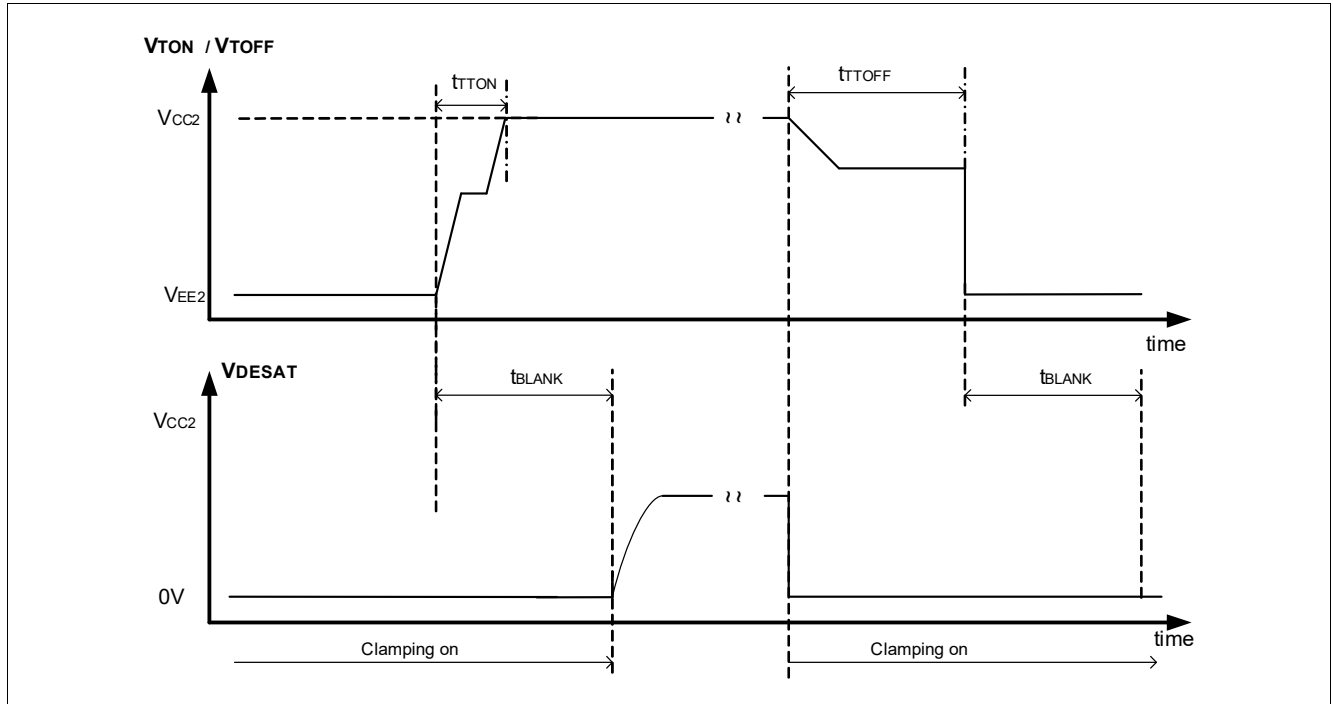 VTON / VTOFF
tTTON
tTTOFF
VCC2
VEE2
time
VDESAT
tBLANK
tBLANK
VCC2
0V
time
Clamping on
Clamping on